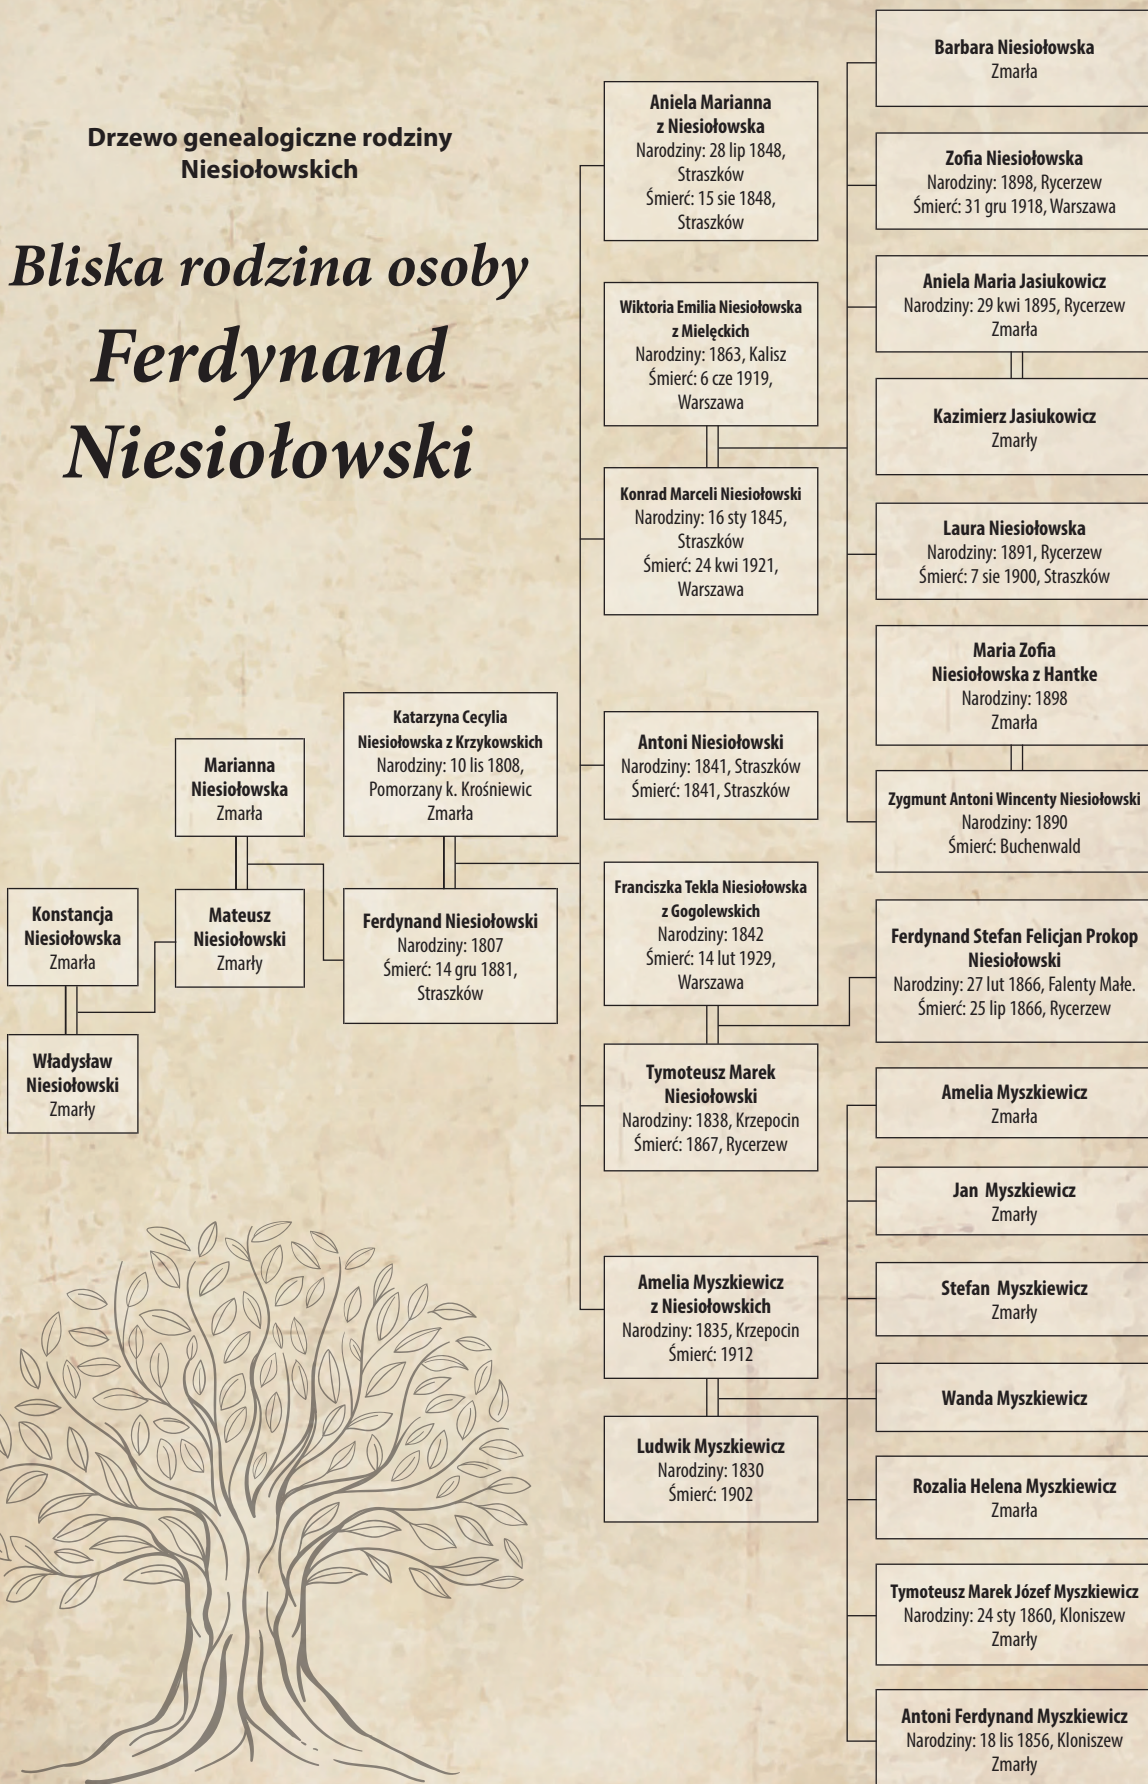 Drzewo genealogiczne rodziny
Niesiołowskich
Bliska rodzina osoby
Ferdynand
Niesiołowski
Konstancja
Niesiołowska
Zmarła
Władysław
Niesiołowski
Zmarły
Marianna
Niesiołowska
Zmarła
Mateusz
Niesiołowski
Zmarły
Katarzyna Cecylia
Niesiołowska z Krzykowskich
Narodziny: 10 lis 1808,
Pomorzany k. Krośniewic
Zmarła
Ferdynand Niesiołowski
Narodziny: 1807
Śmierć: 14 gru 1881,
Straszków
Aniela Marianna
z Niesiołowska
Narodziny: 28 lip 1848,
Straszków
Śmierć: 15 sie 1848,
Straszków
Wiktoria Emilia Niesiołowska
z Mielęckich
Narodziny: 1863, Kalisz
Śmierć: 6 cze 1919,
Warszawa
Konrad Marceli Niesiołowski
Narodziny: 16 sty 1845,
Straszków
Śmierć: 24 kwi 1921,
Warszawa
Antoni Niesiołowski
Narodziny: 1841, Straszków
Śmierć: 1841, Straszków
Franciszka Tekla Niesiołowska
z Gogolewskich
Narodziny: 1842
Śmierć: 14 lut 1929,
Warszawa
Tymoteusz Marek
Niesiołowski
Narodziny: 1838, Krzepocin
Śmierć: 1867, Rycerzew
Amelia Myszkiewicz
z Niesiołowskich
Narodziny: 1835, Krzepocin
Śmierć: 1912
Ludwik Myszkiewicz
Narodziny: 1830
Śmierć: 1902
Barbara Niesiołowska
Zmarła
Zofia Niesiołowska
Narodziny: 1898, Rycerzew
Śmierć: 31 gru 1918, Warszawa
Aniela Maria Jasiukowicz
Narodziny: 29 kwi 1895, Rycerzew
Zmarła
Kazimierz Jasiukowicz
Zmarły
Laura Niesiołowska
Narodziny: 1891, Rycerzew
Śmierć: 7 sie 1900, Straszków
Maria Zofia
Niesiołowska z Hantke
Narodziny: 1898
Zmarła
Zygmunt Antoni Wincenty Niesiołowski
Narodziny: 1890
Śmierć: Buchenwald
Ferdynand Stefan Felicjan Prokop
Niesiołowski
Narodziny: 27 lut 1866, Falenty Małe.
Śmierć: 25 lip 1866, Rycerzew
Amelia Myszkiewicz
Zmarła
Jan Myszkiewicz
Zmarły
Stefan Myszkiewicz
Zmarły
Wanda Myszkiewicz
Rozalia Helena Myszkiewicz
Zmarła
Tymoteusz Marek Józef Myszkiewicz
Narodziny: 24 sty 1860, Kloniszew
Zmarły
Antoni Ferdynand Myszkiewicz
Narodziny: 18 lis 1856, Kloniszew
Zmarły